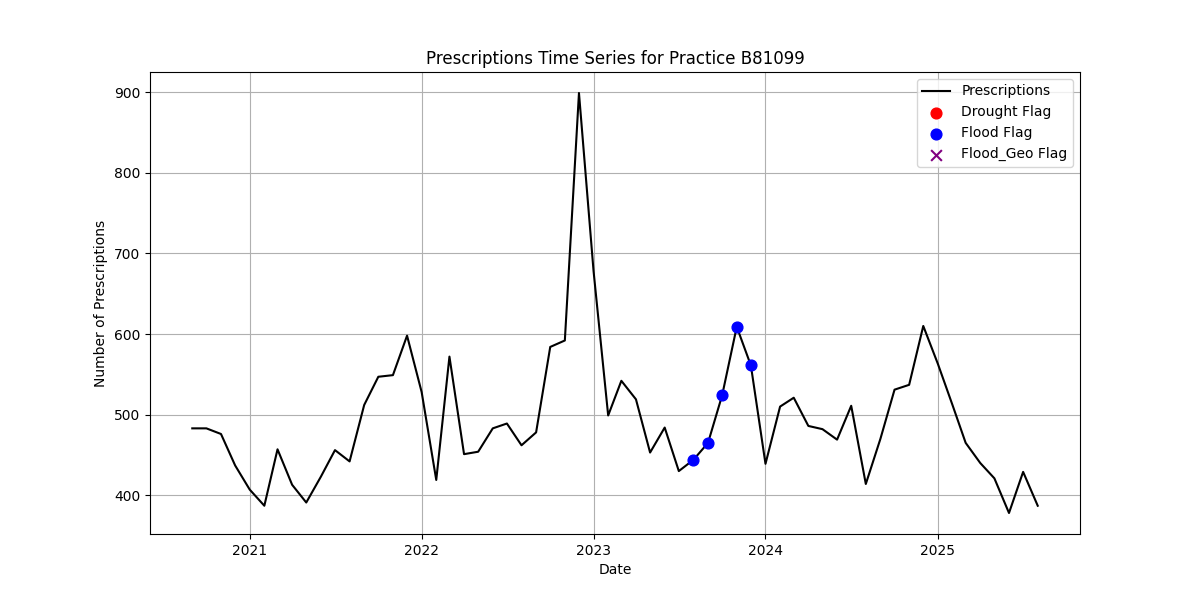 Prescriptions Time Series for Practice B81099
Number of Prescriptions
900
800
700
600
500
400
Prescriptions
Drought Flag
Flood Flag
Flood_Geo Flag
2021 2022 2023 2024 2025
Date